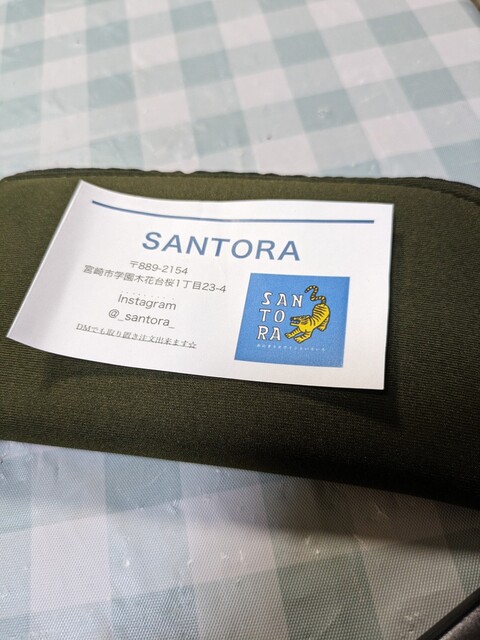 SANTORA
〒889-2154
宮崎市学園木花台桜1丁目23-4
Instagram
@_santora_
DMでも取り置き注文出来ます☆
SAN
TO
RA